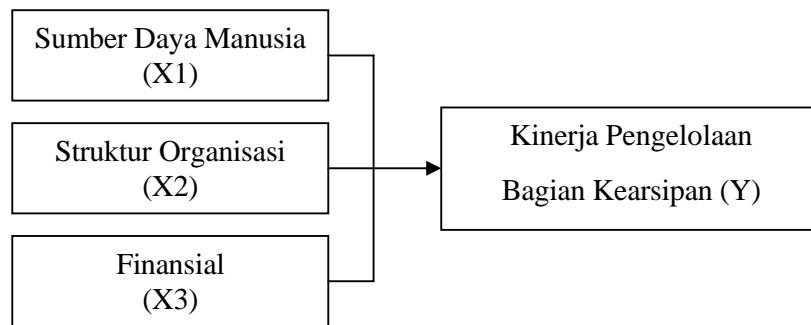 Sumber Daya Manusia
(X1)
Struktur Organisasi
(X2)
Finansial
(X3)
Kinerja Pengelolaan
Bagian Kearsipan (Y)